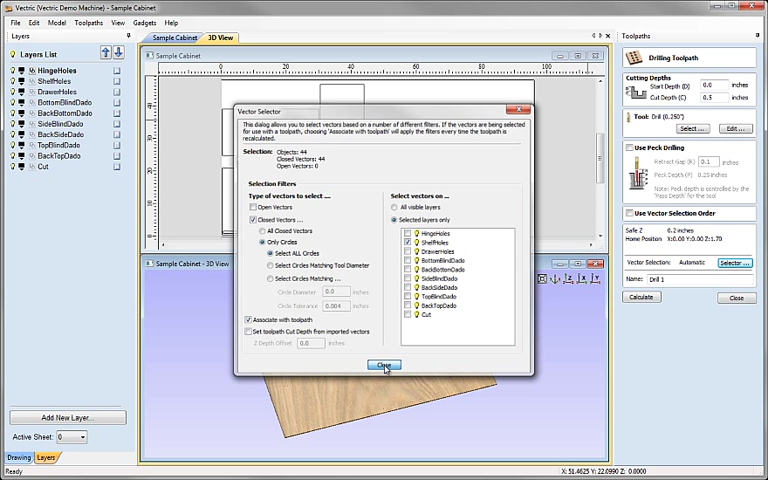 Vectric (Vectric Demo Machine) - Sample Cabinet
File Edit Model Toolpaths View Gadgets Help
Layers
Layers List
HingeHoles
ShelfHoles
DrawerHoles
BottomBlindDado
BackBottomDado
SideBlindDado
BackSideDado
TopBlindDado
BackTopDado
Cut
Add New Layer...
Active Sheet: 0
Drawing Layers
Ready
Sample Cabinet 3D View
Sample Cabinet
0 20 40 60 80 100
Vector Selector
This dialog allows you to select vectors based on a number of different filters. If the vectors are being selected
for use with a toolpath, choosing 'Associate with toolpath' will apply the filters every time the toolpath is
recalculated.
Selection:
Objects: 44
Closed Vectors: 44
Open Vectors: 0
Selection Filters
Type of vectors to select ....
Open Vectors
Closed Vectors ...
All Closed Vectors
Only Circles
Select ALL Circles
Select Circles Matching Tool Diameter
Select Circles Matching ...
Circle Diameter 0.0 inches
Circle Tolerance 0.004 inches
Associate with toolpath
Set toolpath Cut Depth from imported vectors
Z Depth Offset 0.0 inches
Select vectors on ...
All visible layers
Selected layers only
HingeHoles
ShelfHoles
DrawerHoles
BottomBlindDado
BackBottomDado
SideBlindDado
BackSideDado
TopBlindDado
BackTopDado
Cut
Close
Sample Cabinet - 3D View
Toolpaths
Drilling Toolpath
Cutting Depths
Start Depth (D) 0.0 inches
Cut Depth (C) 0.5 inches
Tool: Drill (0.250")
Select ... Edit ...
Use Peck Drilling
Retract Gap (R) 0.1 inches
Peck Depth (P) 0.25 inches
Note: Peck depth is controlled by the
'Pass Depth' for the tool
Use Vector Selection Order
Safe Z 0.2 inches
Home Position X:0.00 Y:0.00 Z:1.70
Vector Selection: Automatic Selector ...
Name: Drill 1
Calculate Close
X: 51.4625 Y: 22.0990 Z: 0.0000